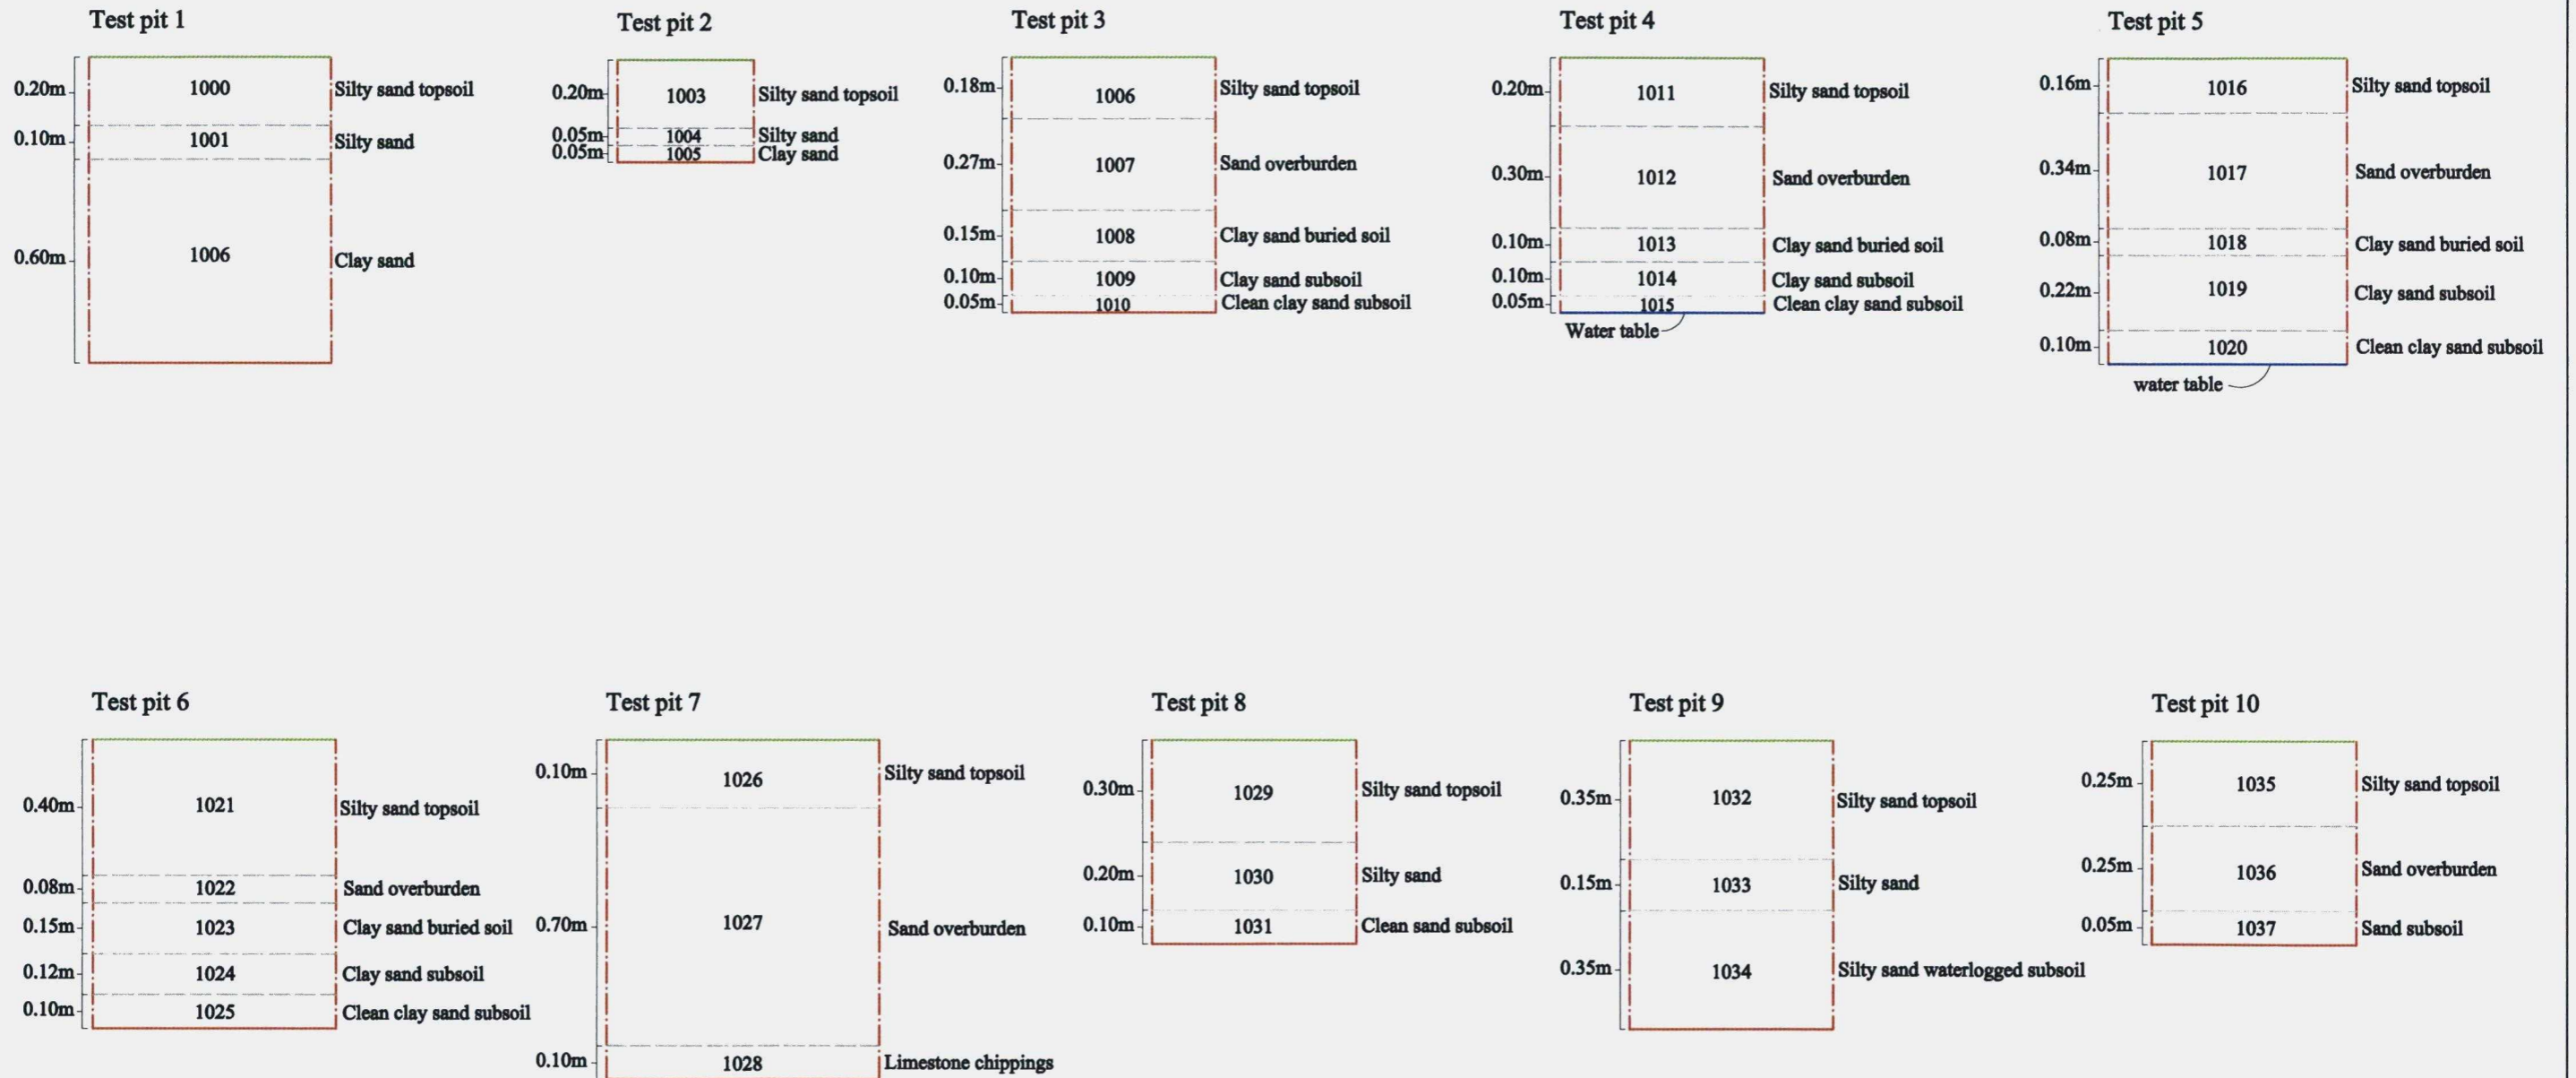 Test pit 1
0.20m
1000
Silty sand topsoil
0.10m
1001
Silty sand
0.60m
1006
Clay sand
Test pit 2
0.20m
1003
Silty sand topsoil
0.05m
1004
Silty sand
0.05m
1005
Clay sand
Test pit 3
0.18m
1006
Silty sand topsoil
0.27m
1007
Sand overburden
0.15m
1008
Clay sand buried soil
0.10m
1009
Clay sand subsoil
0.05m
1010
Clean clay sand subsoil
Test pit 4
0.20m
1011
Silty sand topsoil
0.30m
1012
Sand overburden
0.10m
1013
Clay sand buried soil
0.10m
1014
Clay sand subsoil
0.05m
1015
Clean clay sand subsoil
Water table
Test pit 5
0.16m
1016
Silty sand topsoil
0.34m
1017
Sand overburden
0.08m
1018
Clay sand buried soil
0.22m
1019
Clay sand subsoil
0.10m
1020
Clean clay sand subsoil
water table
Test pit 6
0.40m
1021
Silty sand topsoil
0.08m
1022
Sand overburden
0.15m
1023
Clay sand buried soil
0.12m
1024
Clay sand subsoil
0.10m
1025
Clean clay sand subsoil
Test pit 7
0.10m
1026
Silty sand topsoil
0.70m
1027
Sand overburden
0.10m
1028
Limestone chippings
Test pit 8
0.30m
1029
Silty sand topsoil
0.20m
1030
Silty sand
0.10m
1031
Clean sand subsoil
Test pit 9
0.35m
1032
Silty sand topsoil
0.15m
1033
Silty sand
0.35m
1034
Silty sand waterlogged subsoil
Test pit 10
0.25m
1035
Silty sand topsoil
0.25m
1036
Sand overburden
0.05m
1037
Sand subsoil